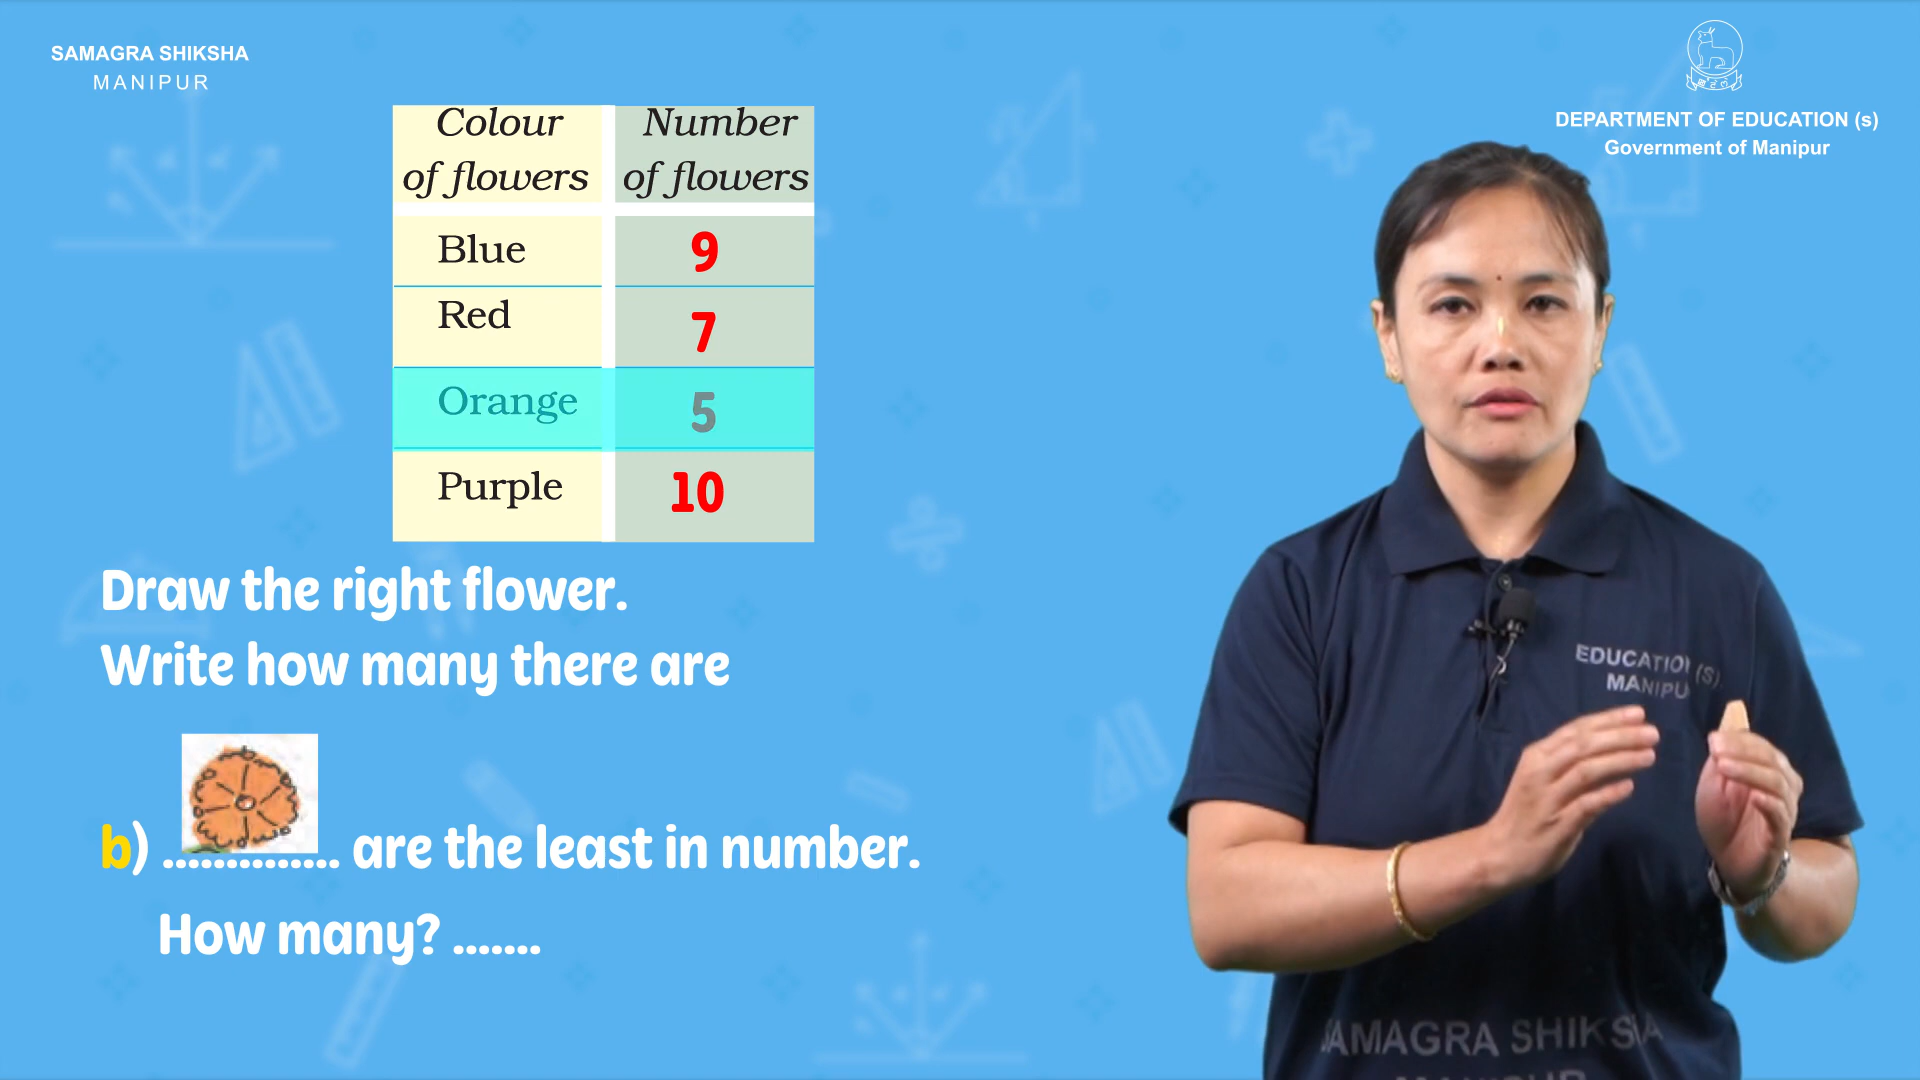 SAMAGRA SHIKSHA
MANIPUR
DEPARTMENT OF EDUCATION (s)
Government of Manipur
Colour of flowers Number of flowers
Blue 9
Red 7
Orange 5
Purple 10
Draw the right flower.
Write how many there are
b) .............. are the least in number.
How many? .......
EDUCATION (S)
MANIPU
SAMAGRA SHIKSHA